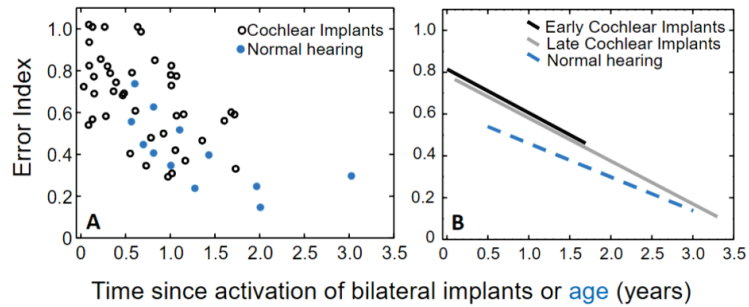 Error Index
1.0
0.8
0.6
0.4
0.2
0
Cochlear Implants
Normal hearing
A
0 0.5 1.0 1.5 2.0 2.5 3.0 3.5
1.0
0.8
0.6
0.4
0.2
0
Early Cochlear Implants
Late Cochlear Implants
Normal hearing
B
0 0.5 1.0 1.5 2.0 2.5 3.0 3.5
Time since activation of bilateral implants or age (years)